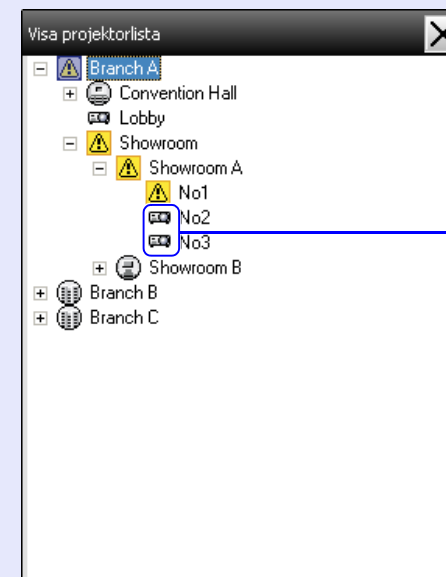 Visa projektorlista
Branch A
Convention Hall
Lobby
Showroom
Showroom A
No1
No2
No3
Showroom B
Branch B
Branch C